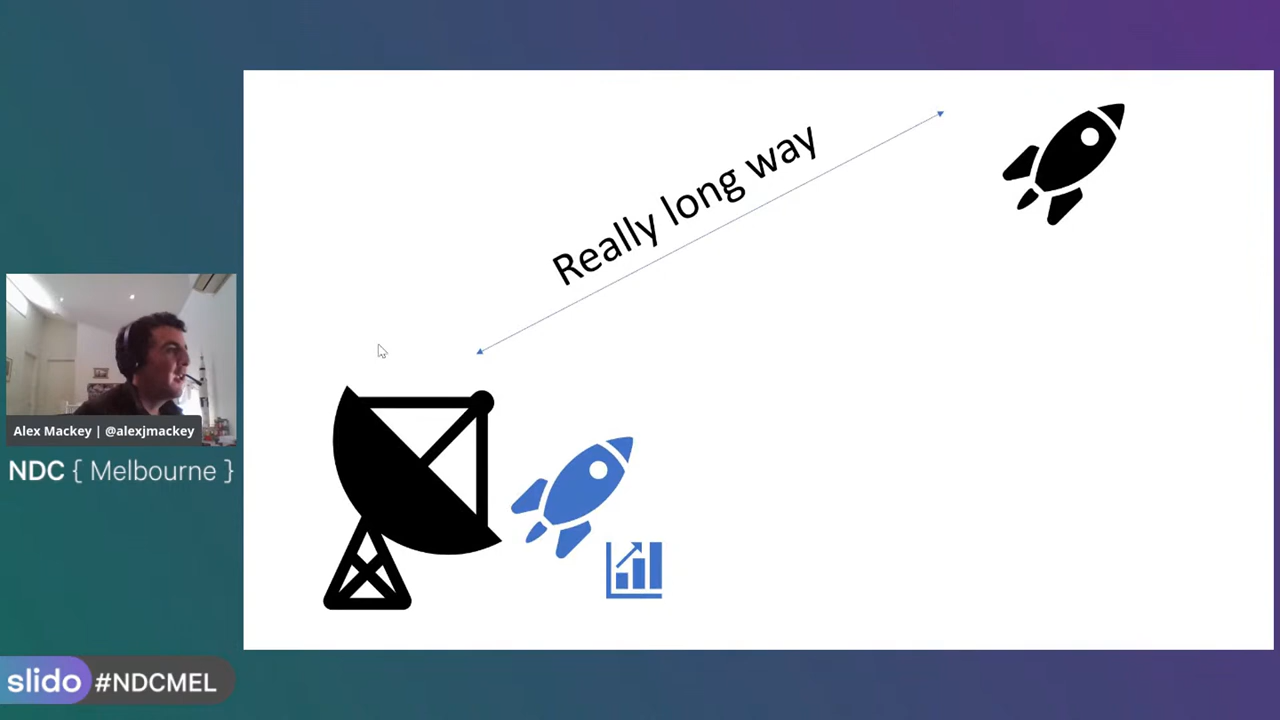 Really long way
Alex Mackey | @alexjmackey
NDC { Melbourne }
slido #NDCMEL